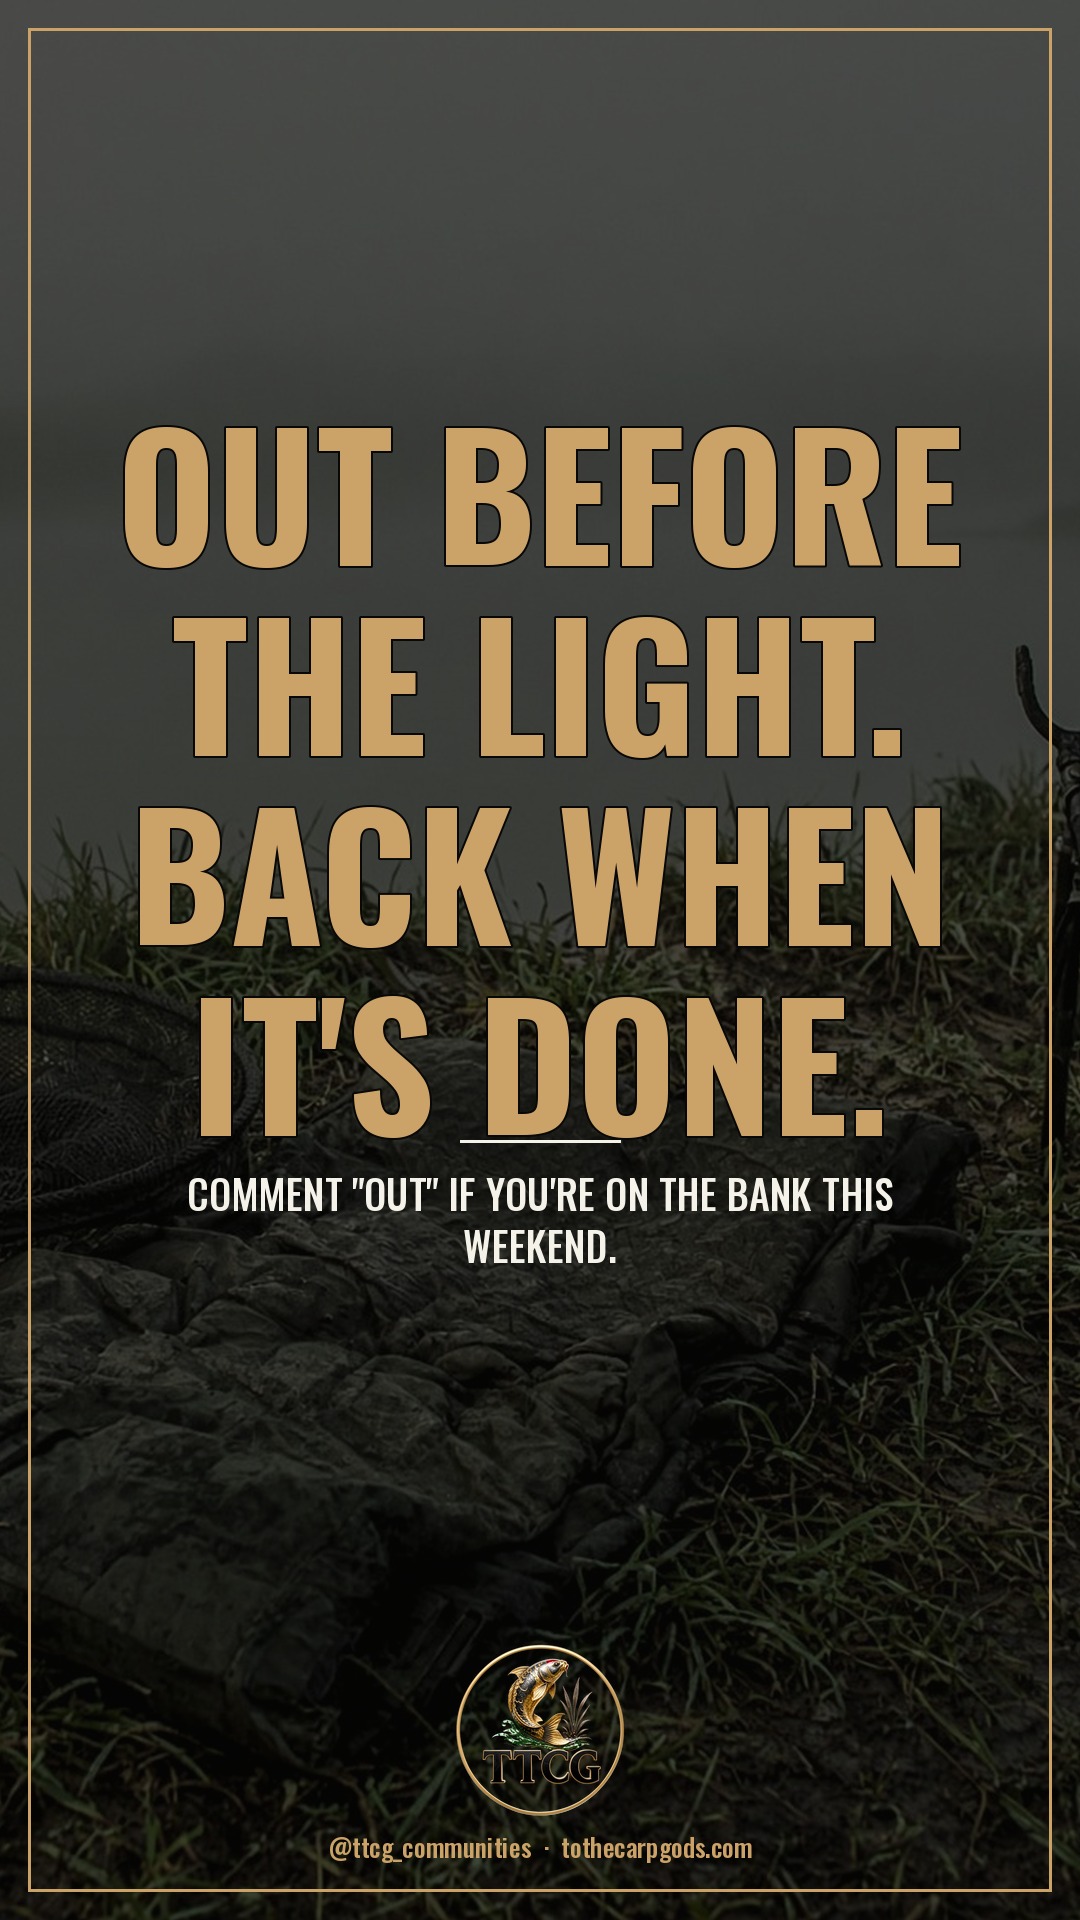 OUT BEFORE
THE LIGHT.
BACK WHEN
IT'S DONE.
COMMENT "OUT" IF YOU'RE ON THE BANK THIS
WEEKEND.
TTCG
@ttcg_communities · tothecarpgods.com